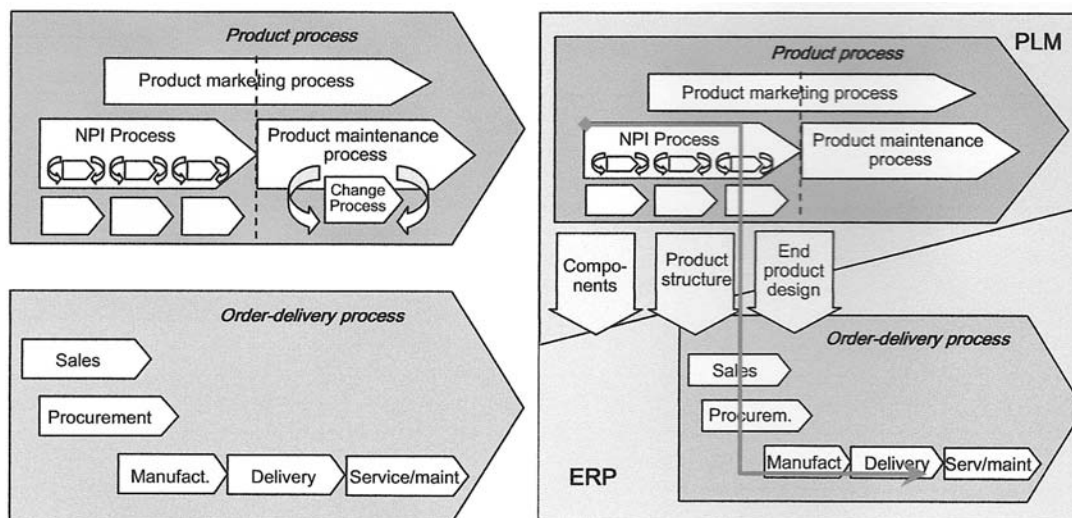 Product process
Product marketing process
NPI Process
Product maintenance
process
Change
Process
Order-delivery process
Sales
Procurement
Manufact.
Delivery
Service/maint
PLM
Product process
Product marketing process
NPI Process
Product maintenance
process
Compo-
nents
Product
structure
End
product
design
Order-delivery process
Sales
Procurem.
Manufact
Delivery
Serv/maint
ERP